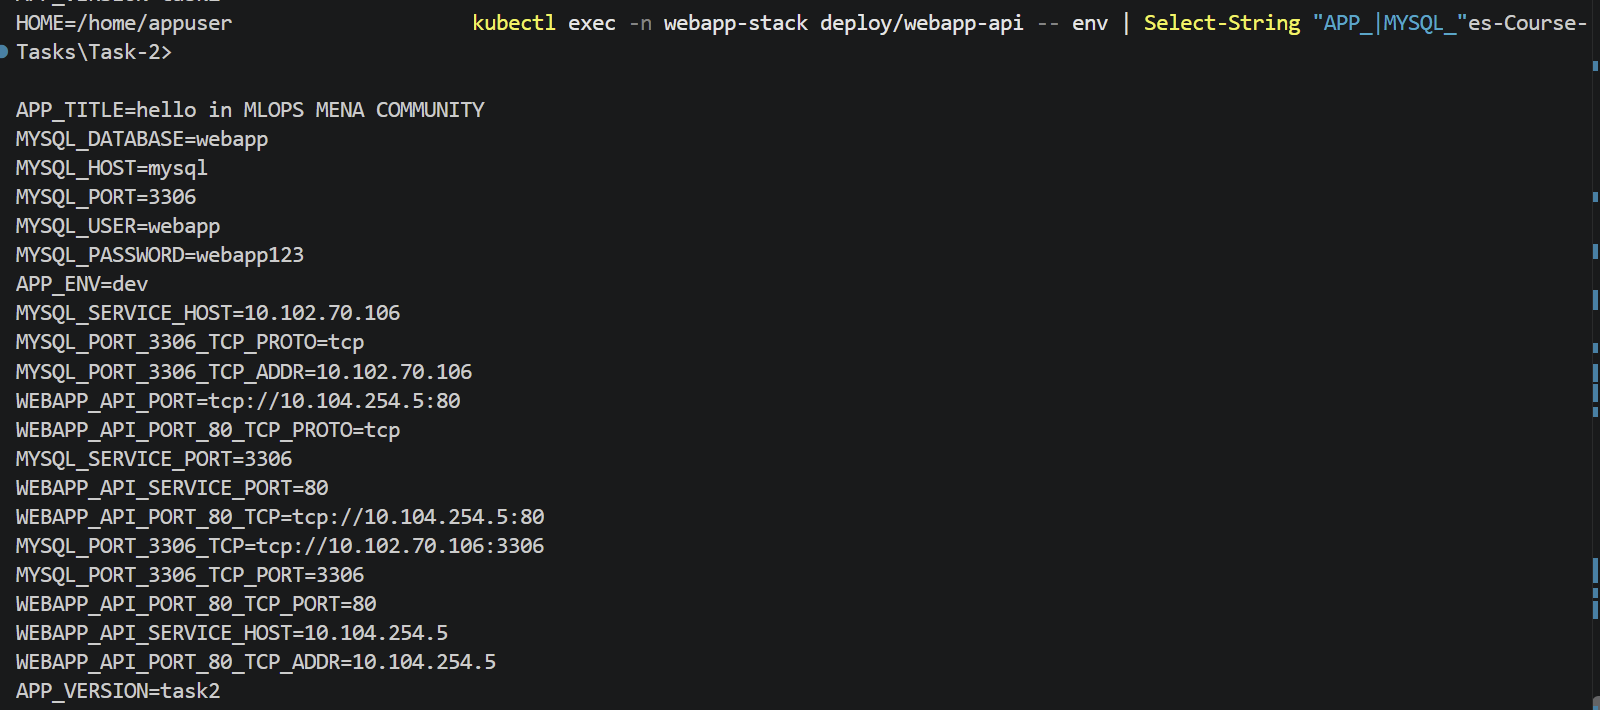 HOME=/home/appuser kubectl exec -n webapp-stack deploy/webapp-api -- env | Select-String "APP_|MYSQL_"es-Course-
Tasks\Task-2>
APP_TITLE=hello in MLOPS MENA COMMUNITY
MYSQL_DATABASE=webapp
MYSQL_HOST=mysql
MYSQL_PORT=3306
MYSQL_USER=webapp
MYSQL_PASSWORD=webapp123
APP_ENV=dev
MYSQL_SERVICE_HOST=10.102.70.106
MYSQL_PORT_3306_TCP_PROTO=tcp
MYSQL_PORT_3306_TCP_ADDR=10.102.70.106
WEBAPP_API_PORT=tcp://10.104.254.5:80
WEBAPP_API_PORT_80_TCP_PROTO=tcp
MYSQL_SERVICE_PORT=3306
WEBAPP_API_SERVICE_PORT=80
WEBAPP_API_PORT_80_TCP=tcp://10.104.254.5:80
MYSQL_PORT_3306_TCP=tcp://10.102.70.106:3306
MYSQL_PORT_3306_TCP_PORT=3306
WEBAPP_API_PORT_80_TCP_PORT=80
WEBAPP_API_SERVICE_HOST=10.104.254.5
WEBAPP_API_PORT_80_TCP_ADDR=10.104.254.5
APP_VERSION=task2